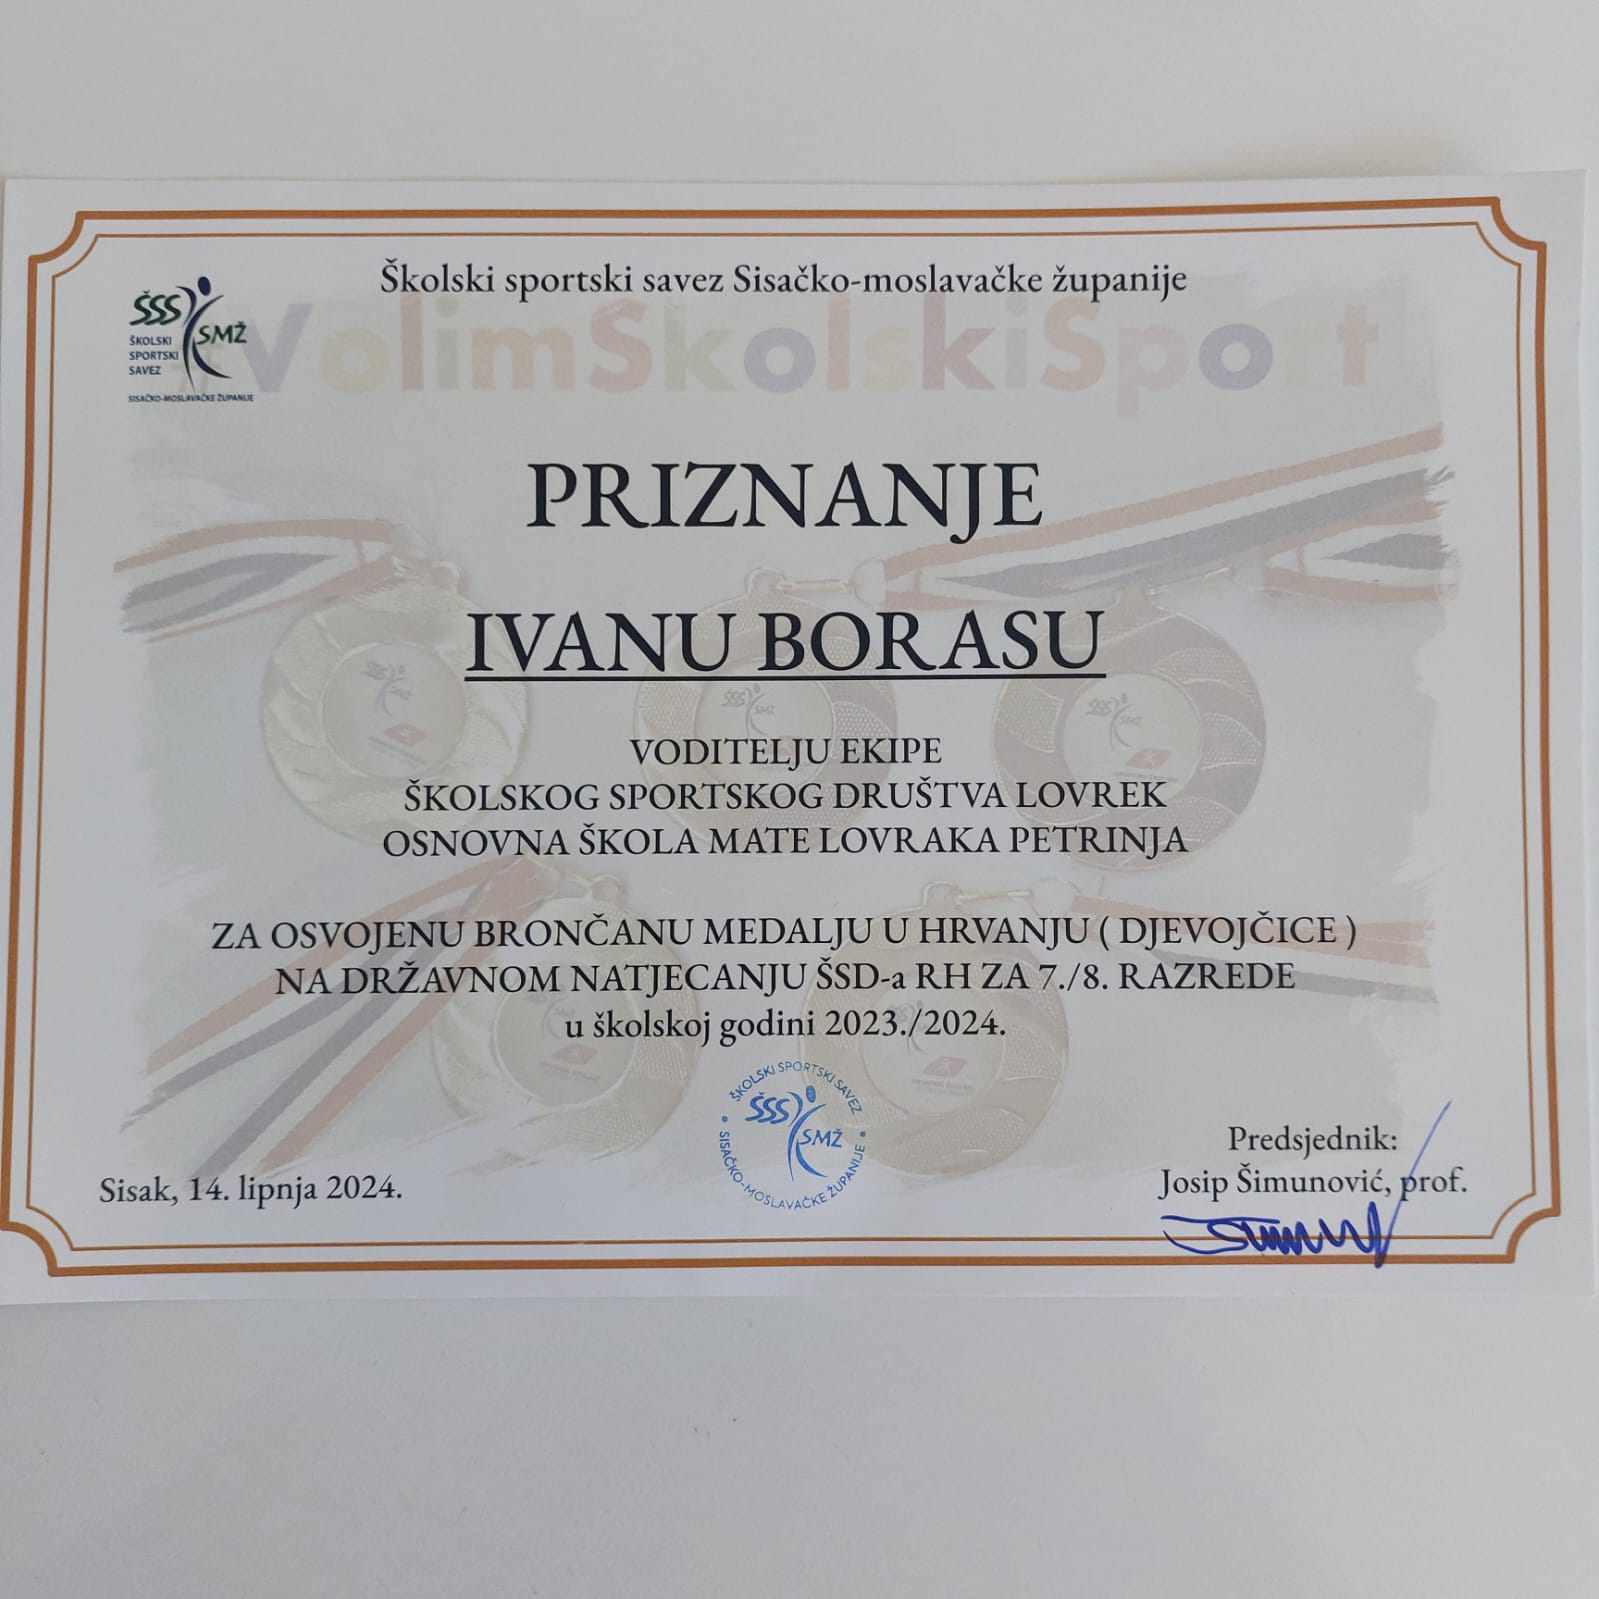 Školski sportski savez Sisačko-moslavačke županije
ŠSS
SMŽ
ŠKOLSKI
SPORTSKI
SAVEZ
SISAČKO-MOSLAVAČKE ŽUPANIJE
#VolimŠkolskiSport
PRIZNANJE
IVANU BORASU
VODITELJU EKIPE
ŠKOLSKOG SPORTSKOG DRUŠTVA LOVREK
OSNOVNA ŠKOLA MATE LOVRAKA PETRINJA
ZA OSVOJENU BRONČANU MEDALJU U HRVANJU ( DJEVOJČICE )
NA DRŽAVNOM NATJECANJU ŠSD-a RH ZA 7./8. RAZREDE
u školskoj godini 2023./2024.
ŠKOLSKI SPORTSKI SAVEZ
ŠSS
SMŽ
SISAČKO-MOSLAVAČKE ŽUPANIJE
Sisak, 14. lipnja 2024.
Predsjednik:
Josip Šimunović, prof.